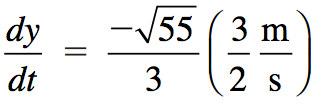 dy/dt = -√55/3 (3/2 m/s)